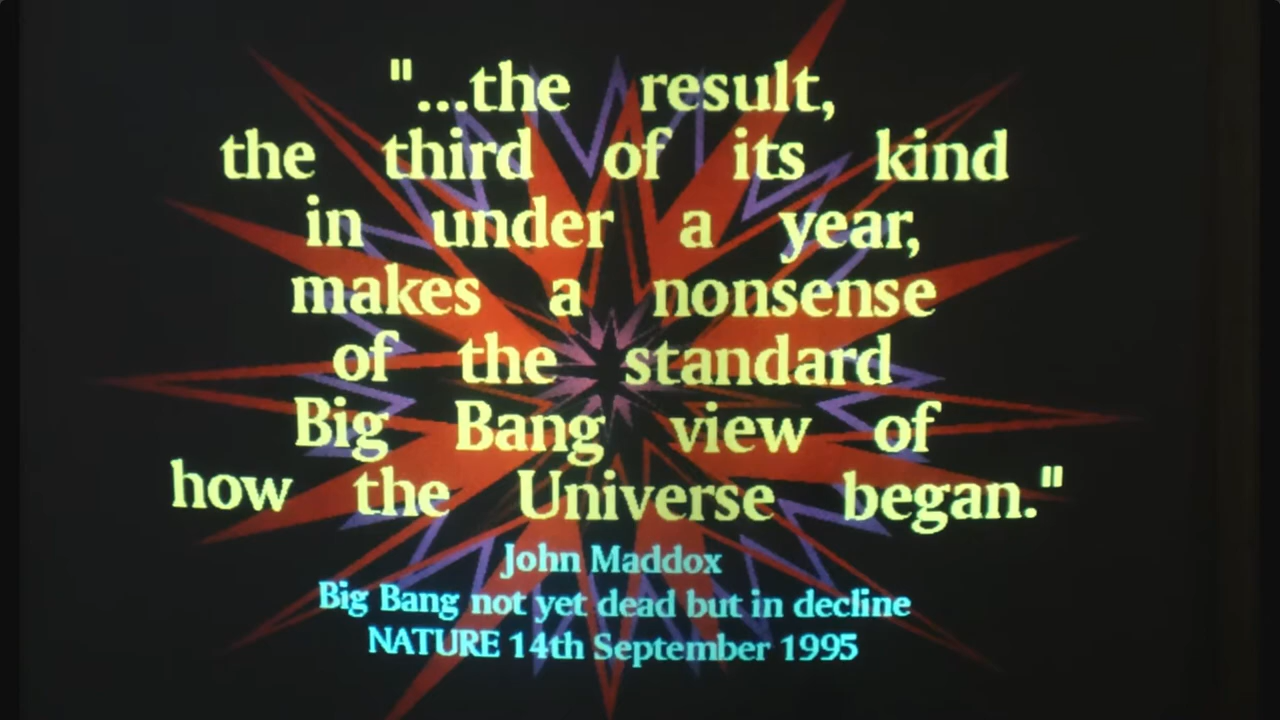 "...the result,
the third of its kind
in under a year,
makes a nonsense
of the standard
Big Bang view of
how the Universe began."
John Maddox
Big Bang not yet dead but in decline
NATURE 14th September 1995